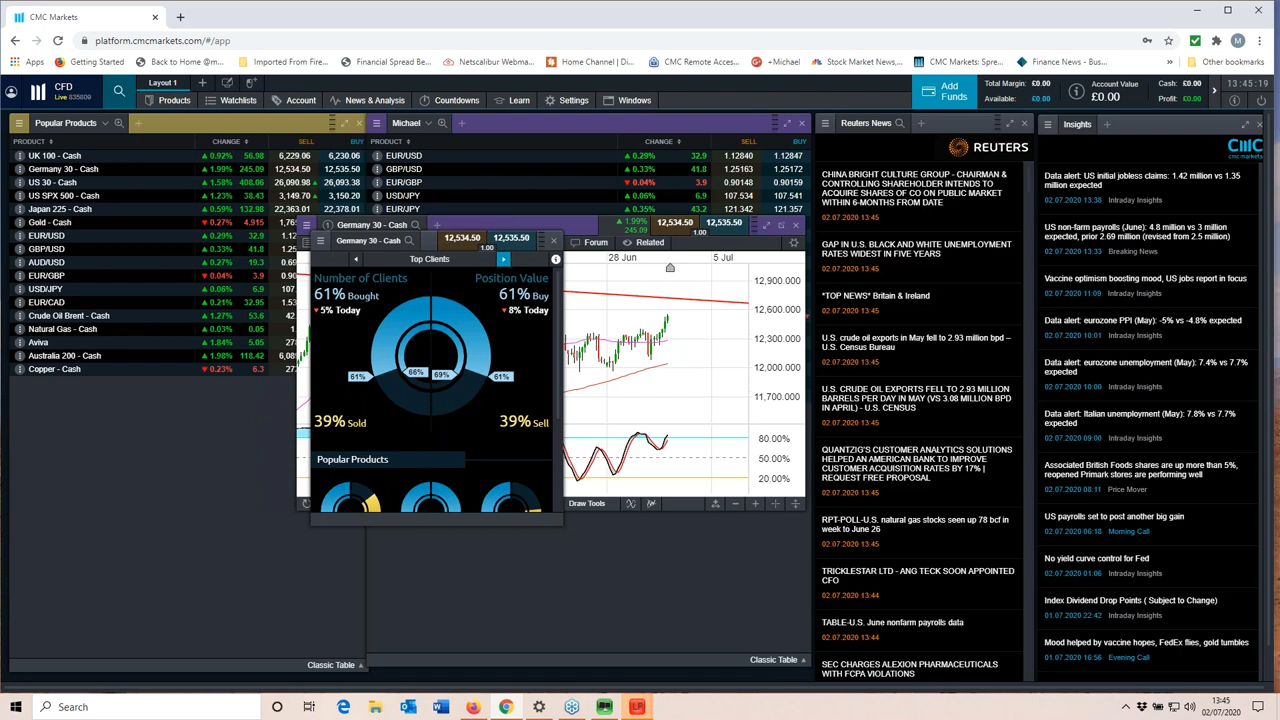 CMC Markets
platform.cmcmarkets.com/#/app
Apps Getting Started Back to Home @m... Imported From Fire... Financial Spread Be... Netscalibur Webmail Home Channel | Di... CMC Remote Acces... +Michael Stock Market News,... CMC Markets: Spre... Finance News - Bus... » Other bookmarks
CFD
Live 835809
Layout 1
Products Watchlists Account News & Analysis Countdowns Learn Settings Windows
Add Funds
Total Margin: £0.00
Available: £0.00
Account Value
£0.00
Cash: £0.00
Profit: £0.00
13:45:19
Popular Products
SELL BUY
PRODUCT CHANGE
UK 100 - Cash 0.92% 56.98 6,229.06 6,230.06
Germany 30 - Cash 1.99% 245.09 12,534.50 12,535.50
US 30 - Cash 1.58% 408.06 26,099.98 26,093.38
US SPX 500 - Cash 1.23% 38.43 3,149.70 3,150.20
Japan 225 - Cash 0.59% 132.98 22,368.01 22,378.01
Gold - Cash 0.27% 4.915
EUR/USD 0.29% 32.9
GBP/USD 0.33% 41.8
AUD/USD 0.27% 19.3
EUR/GBP 0.04% 3.9
USD/JPY 0.06% 6.9
EUR/CAD 0.21% 32.95
Crude Oil Brent - Cash 1.27% 53.6
Natural Gas - Cash 0.03% 0.05
Aviva 1.84% 5.05
Australia 200 - Cash 1.98% 118.42
Copper - Cash 0.23% 6.3
Classic Table
Michael
PRODUCT CHANGE SELL BUY
EUR/USD 0.29% 32.9 1.12840 1.12847
GBP/USD 0.33% 41.8 1.25163 1.25172
EUR/GBP 0.04% 3.9 0.90148 0.90159
USD/JPY 0.06% 6.9 107.534 107.541
EUR/JPY 0.35% 43.2 121.342 121.357
Germany 30 - Cash
1.99%
245.09
12,534.50 12,535.50
1.00
Forum Related
28 Jun 5 Jul
12,900.000
12,600.000
12,300.000
12,000.000
11,700.000
80.00%
50.00%
20.00%
Draw Tools
Germany 30 - Cash
12,534.50 12,535.50
1.00
Top Clients
Number of Clients Position Value
61% Bought 61% Buy
5% Today 8% Today
61% 66% 69% 61%
39% Sold 39% Sell
Popular Products
Classic Table
Reuters News
REUTERS
CHINA BRIGHT CULTURE GROUP - CHAIRMAN &
CONTROLLING SHAREHOLDER INTENDS TO
ACQUIRE SHARES OF CO ON PUBLIC MARKET
WITHIN 6-MONTHS FROM DATE
02.07.2020 13:45
GAP IN U.S. BLACK AND WHITE UNEMPLOYMENT
RATES WIDEST IN FIVE YEARS
02.07.2020 13:45
*TOP NEWS* Britain & Ireland
02.07.2020 13:45
U.S. crude oil exports in May fell to 2.93 million bpd –
U.S. Census Bureau
02.07.2020 13:45
U.S. CRUDE OIL EXPORTS FELL TO 2.93 MILLION
BARRELS PER DAY IN MAY (VS 3.08 MILLION BPD
IN APRIL) - U.S. CENSUS
02.07.2020 13:45
QUANTZIG'S CUSTOMER ANALYTICS SOLUTIONS
HELPED AN AMERICAN BANK TO IMPROVE
CUSTOMER ACQUISITION RATES BY 17% |
REQUEST FREE PROPOSAL
02.07.2020 13:45
RPT-POLL-U.S. natural gas stocks seen up 78 bcf in
week to June 26
02.07.2020 13:45
TRICKLESTAR LTD - ANG TECK SOON APPOINTED
CFO
02.07.2020 13:44
TABLE-U.S. June nonfarm payrolls data
02.07.2020 13:44
SEC CHARGES ALEXION PHARMACEUTICALS
WITH FCPA VIOLATIONS
Insights
cmc markets
Data alert: US initial jobless claims: 1.42 million vs 1.35
million expected
02.07.2020 13:38 Intraday Insights
US non-farm payrolls (June): 4.8 million vs 3 million
expected, prior 2.69 million (revised from 2.5 million)
02.07.2020 13:33 Breaking News
Vaccine optimism boosting mood, US jobs report in focus
02.07.2020 11:09 Intraday Insights
Data alert: eurozone PPI (May): -5% vs -4.8% expected
02.07.2020 10:01 Intraday Insights
Data alert: eurozone unemployment (May): 7.4% vs 7.7%
expected
02.07.2020 10:00 Intraday Insights
Data alert: Italian unemployment (May): 7.8% vs 7.7%
expected
02.07.2020 09:00 Intraday Insights
Associated British Foods shares are up more than 5%,
reopened Primark stores are performing well
02.07.2020 08:11 Price Mover
US payrolls set to post another big gain
02.07.2020 06:18 Morning Call
No yield curve control for Fed
02.07.2020 01:06 Intraday Insights
Index Dividend Drop Points ( Subject to Change)
01.07.2020 22:42 Intraday Insights
Mood helped by vaccine hopes, FedEx flies, gold tumbles
01.07.2020 16:56 Evening Call
Search
13:45
02/07/2020